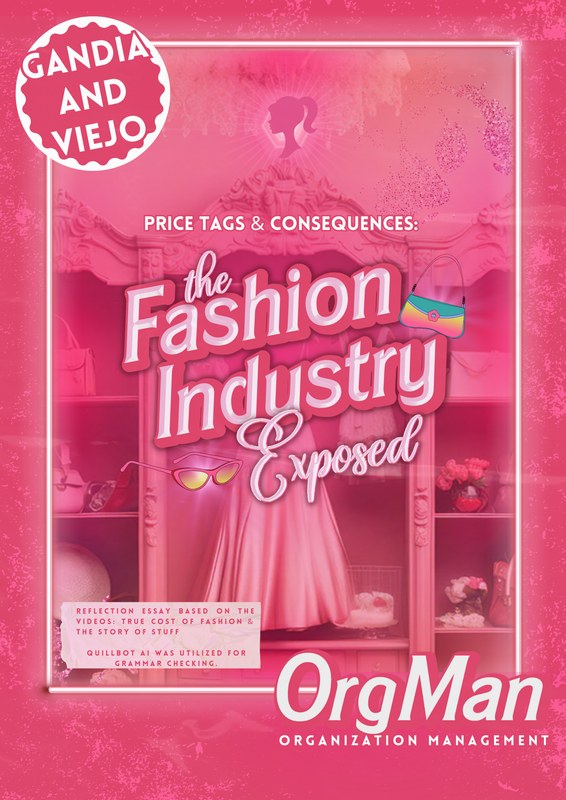 GANDIA
AND
VIEJO
PRICE TAGS & CONSEQUENCES:
the
Fashion
Industry
Exposed
REFLECTION ESSAY BASED ON THE
VIDEOS: TRUE COST OF FASHION &
THE STORY OF STUFF
QUILLBOT AI WAS UTILIZED FOR
GRAMMAR CHECKING.
OrgMan
ORGANIZATION MANAGEMENT